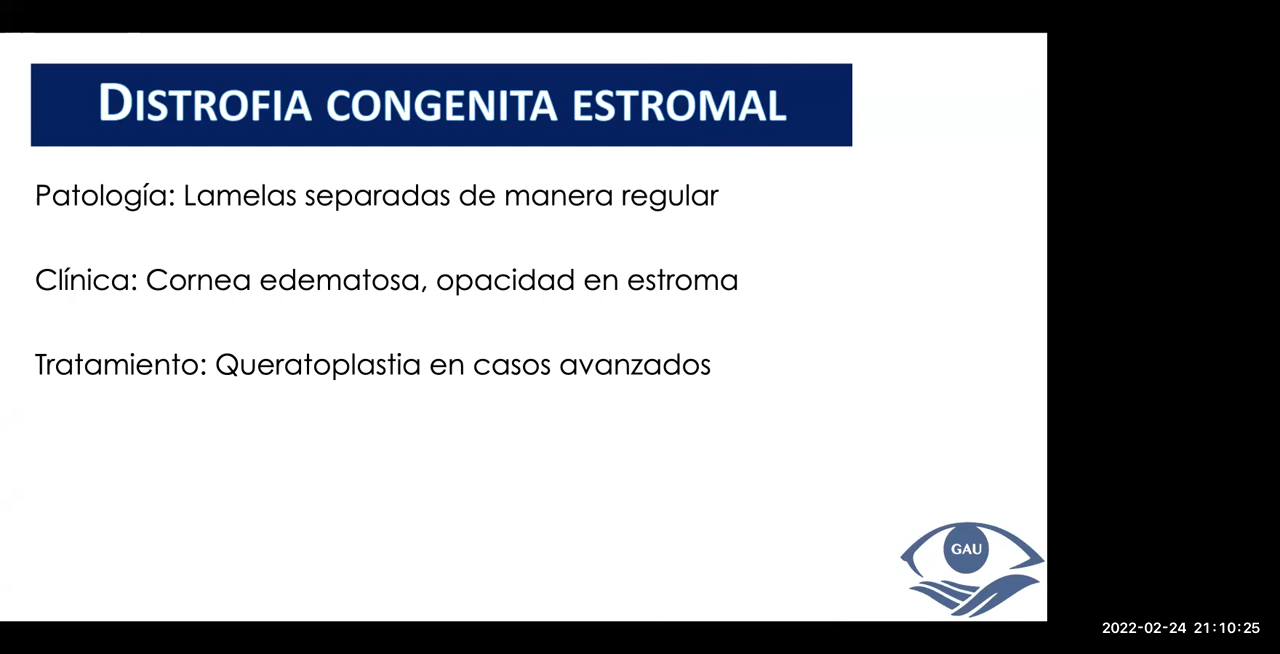 DISTROFIA CONGENITA ESTROMAL
Patología: Lamelas separadas de manera regular
Clínica: Cornea edematosa, opacidad en estroma
Tratamiento: Queratoplastia en casos avanzados
GAU
2022-02-24 21:10:25